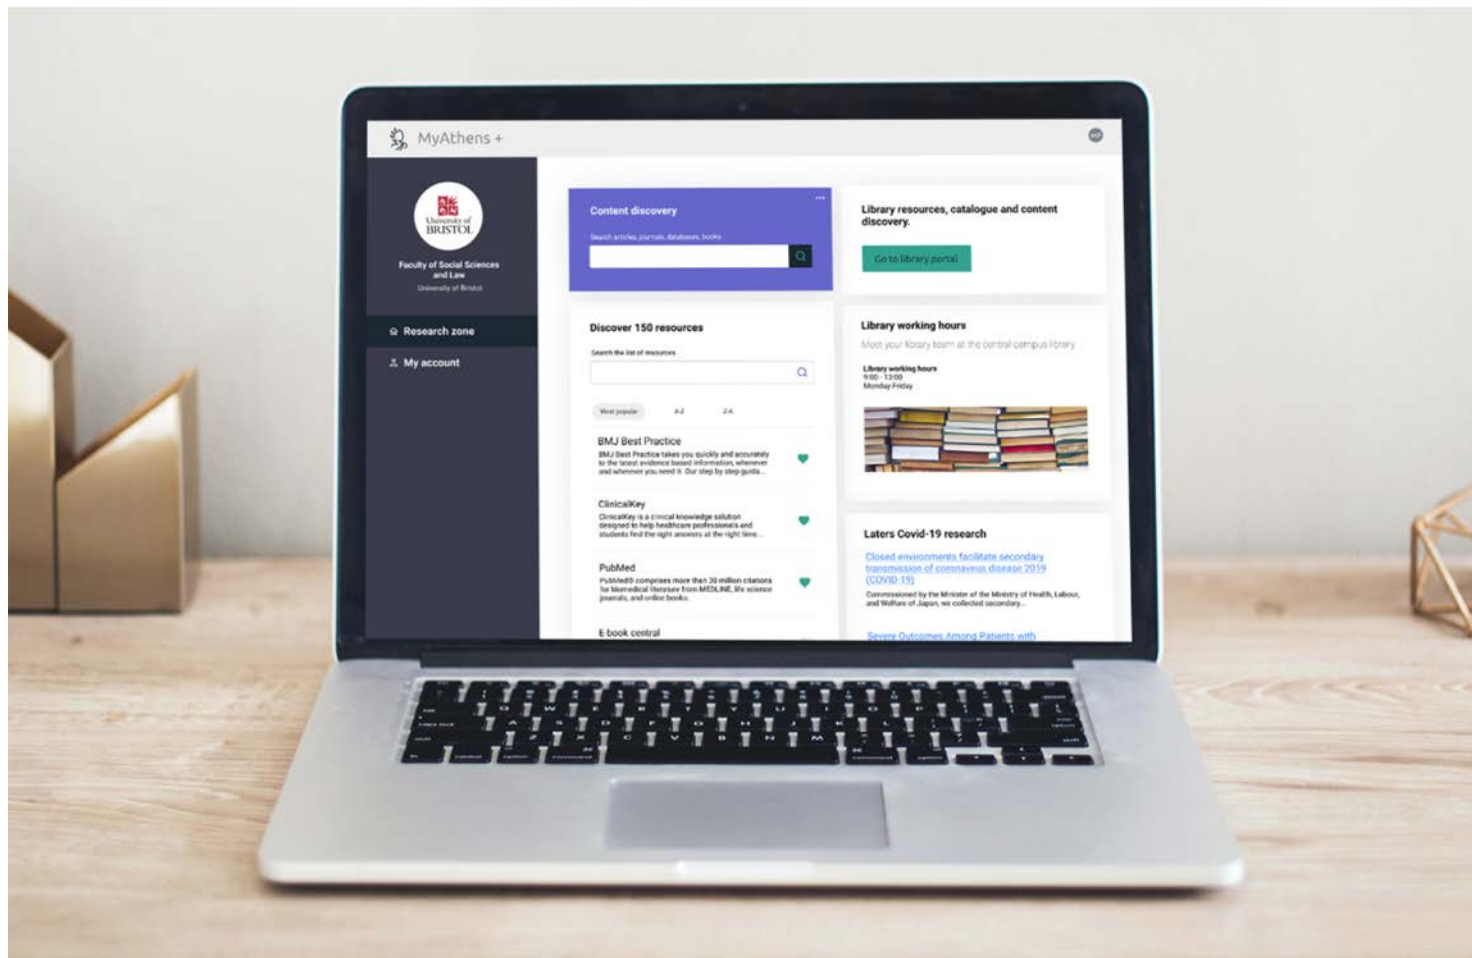 MyAthens +
University of
BRISTOL
Faculty of Social Sciences
and Law
University of Bristol
Research zone
My account
Content discovery
Search articles, journals, databases, books
Library resources, catalogue and content
discovery.
Go to library portal
Discover 150 resources
Search the list of resources
Most popular
A-Z
Z-A
BMJ Best Practice
BMJ Best Practice takes you quickly and accurately
to the latest evidence based information, whenever
and wherever you need it. Our step by step guida...
ClinicalKey
ClinicalKey is a clinical knowledge solution
designed to help healthcare professionals and
students find the right answers at the right time...
PubMed
PubMed® comprises more than 30 million citations
for biomedical literature from MEDLINE, life science
journals, and online books.
E-book central
Library working hours
Meet your library team at the central campus library
Library working hours
9:00 - 13:00
Monday-Friday
Laters Covid-19 research
Closed environments facilitate secondary
transmission of coronavirus disease 2019
(COVID-19)
Commissioned by the Minister of the Ministry of Health, Labour,
and Welfare of Japan, we collected secondary...
Severe Outcomes Among Patients with
Q W E R T Y U I O P
A S D F G H J K L
Z X C V B N M
command
option